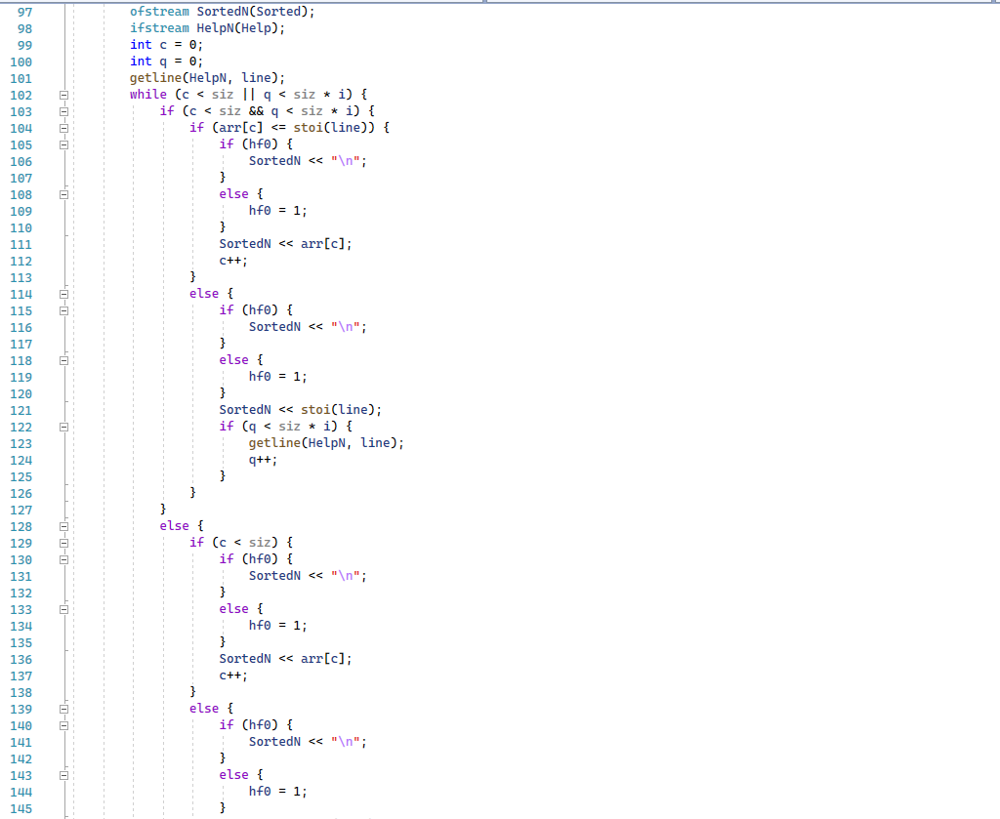 97 ofstream SortedN(Sorted);
98 ifstream HelpN(Help);
99 int c = 0;
100 int q = 0;
101 getline(HelpN, line);
102 while (c < siz || q < siz * i) {
103 if (c < siz && q < siz * i) {
104 if (arr[c] <= stoi(line)) {
105 if (hf0) {
106 SortedN << "\n";
107 }
108 else {
109 hf0 = 1;
110 }
111 SortedN << arr[c];
112 c++;
113 }
114 else {
115 if (hf0) {
116 SortedN << "\n";
117 }
118 else {
119 hf0 = 1;
120 }
121 SortedN << stoi(line);
122 if (q < siz * i) {
123 getline(HelpN, line);
124 q++;
125 }
126 }
127 }
128 else {
129 if (c < siz) {
130 if (hf0) {
131 SortedN << "\n";
132 }
133 else {
134 hf0 = 1;
135 }
136 SortedN << arr[c];
137 c++;
138 }
139 else {
140 if (hf0) {
141 SortedN << "\n";
142 }
143 else {
144 hf0 = 1;
145 }